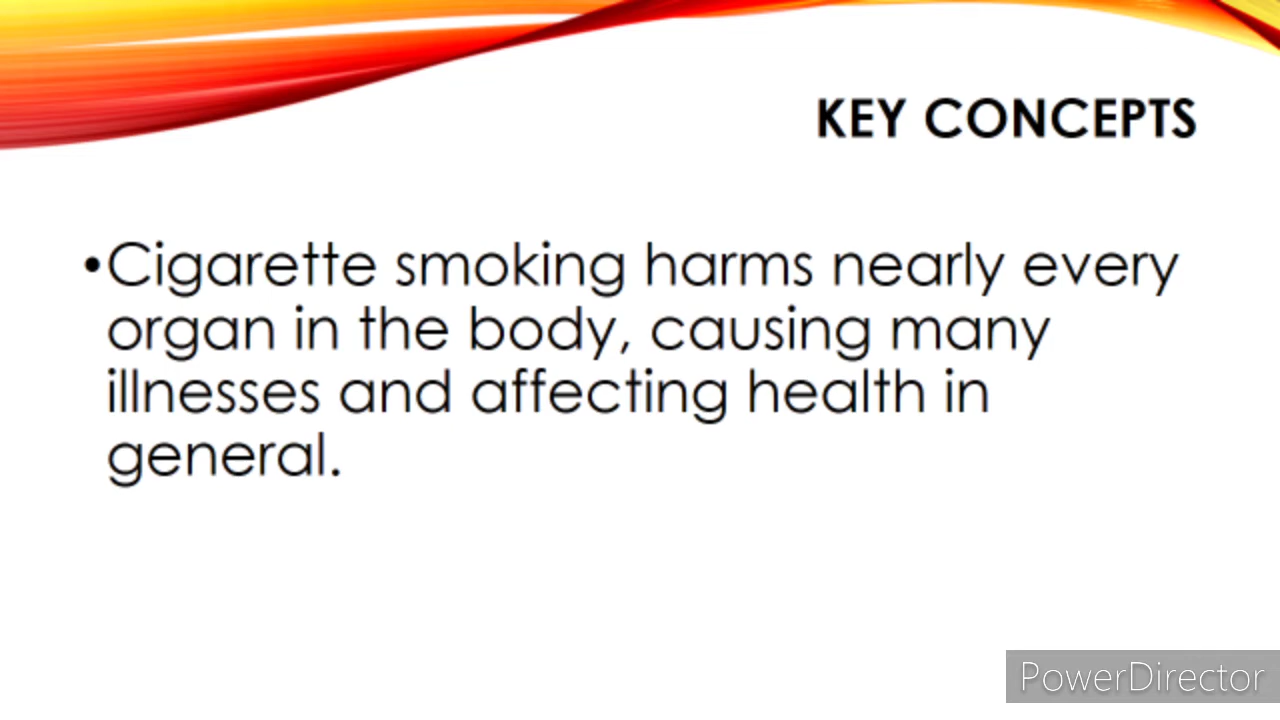 KEY CONCEPTS
•Cigarette smoking harms nearly every
organ in the body, causing many
illnesses and affecting health in
general.
PowerDirector